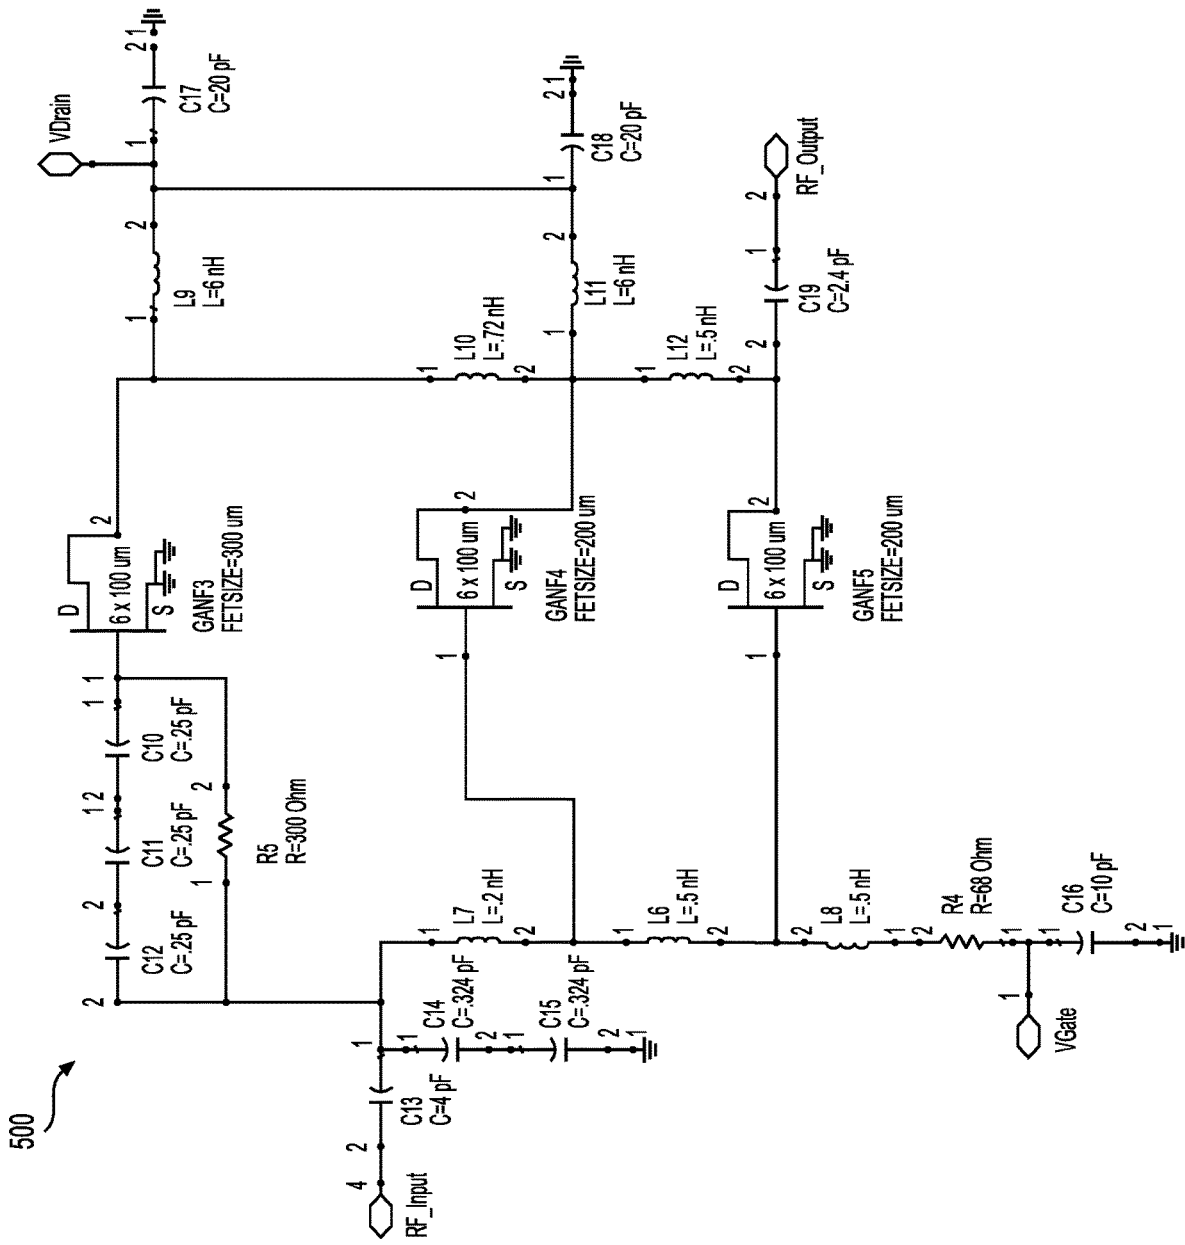 500
RF_Input
4
2
C13
C=4 pF
1
1
C14
C=.324 pF
2
1
C15
C=.324 pF
2
1
2
C12
C=.25 pF
2
C11
C=.25 pF
1 2
C10
C=.25 pF
1
1
1
R5
R=300 Ohm
2
D
6 x 100 um
S
2
GANF3
FETSIZE=300 um
1
L7
L=.2 nH
2
1
L6
L=.5 nH
2
2
L8
L=.5 nH
1
2
R4
R=68 Ohm
1
1
C16
C=10 pF
2
1
1
VGate
1
D
6 x 100 um
S
2
GANF4
FETSIZE=200 um
1
D
6 x 100 um
S
2
GANF5
FETSIZE=200 um
1
L9
L=6 nH
2
VDrain
1
C17
C=20 pF
2 1
1
L10
L=.72 nH
2
1
L11
L=6 nH
2
1
C18
C=20 pF
2 1
1
L12
L=.5 nH
2
2
C19
C=2.4 pF
1
2
RF_Output